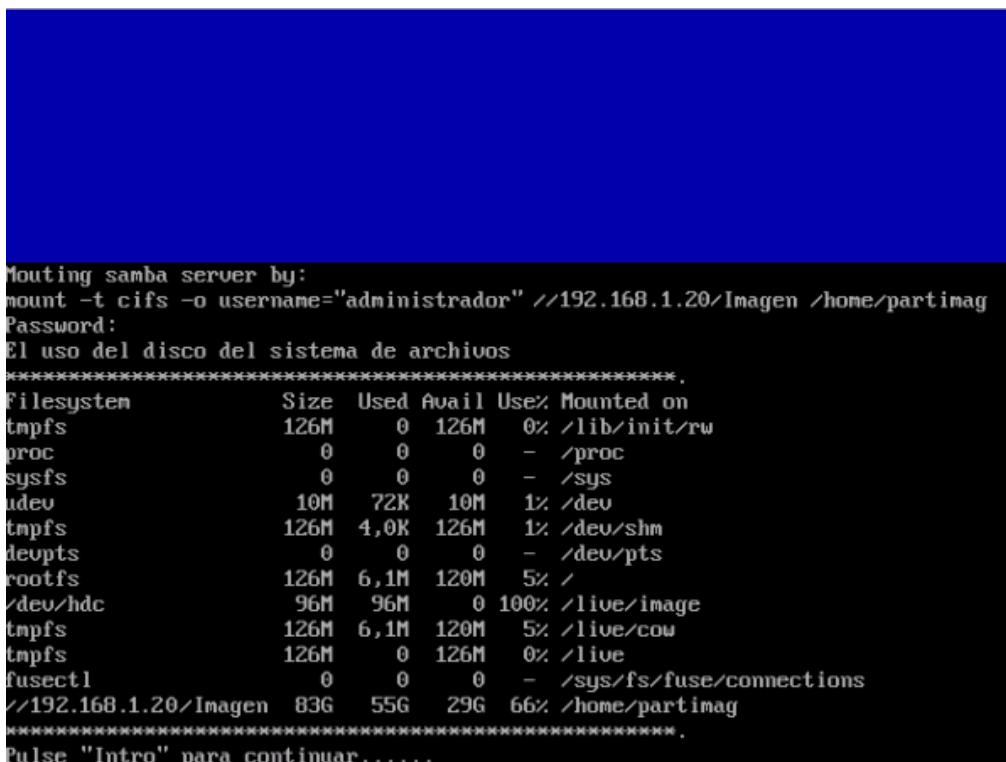 Mouting samba server by:
mount -t cifs -o username="administrador" //192.168.1.20/Imagen /home/partimag
Password:
El uso del disco del sistema de archivos
*****************************************************.
Filesystem            Size  Used Avail Use% Mounted on
tmpfs                 126M     0  126M   0% /lib/init/rw
proc                     0     0     0   -  /proc
sysfs                    0     0     0   -  /sys
udev                   10M   72K   10M   1% /dev
tmpfs                 126M  4,0K  126M   1% /dev/shm
devpts                   0     0     0   -  /dev/pts
rootfs                126M  6,1M  120M   5% /
/dev/hdc               96M   96M     0 100% /live/image
tmpfs                 126M  6,1M  120M   5% /live/cow
tmpfs                 126M     0  126M   0% /live
fusectl                  0     0     0   -  /sys/fs/fuse/connections
//192.168.1.20/Imagen  83G   55G   29G  66% /home/partimag
*****************************************************.
Pulse "Intro" para continuar......